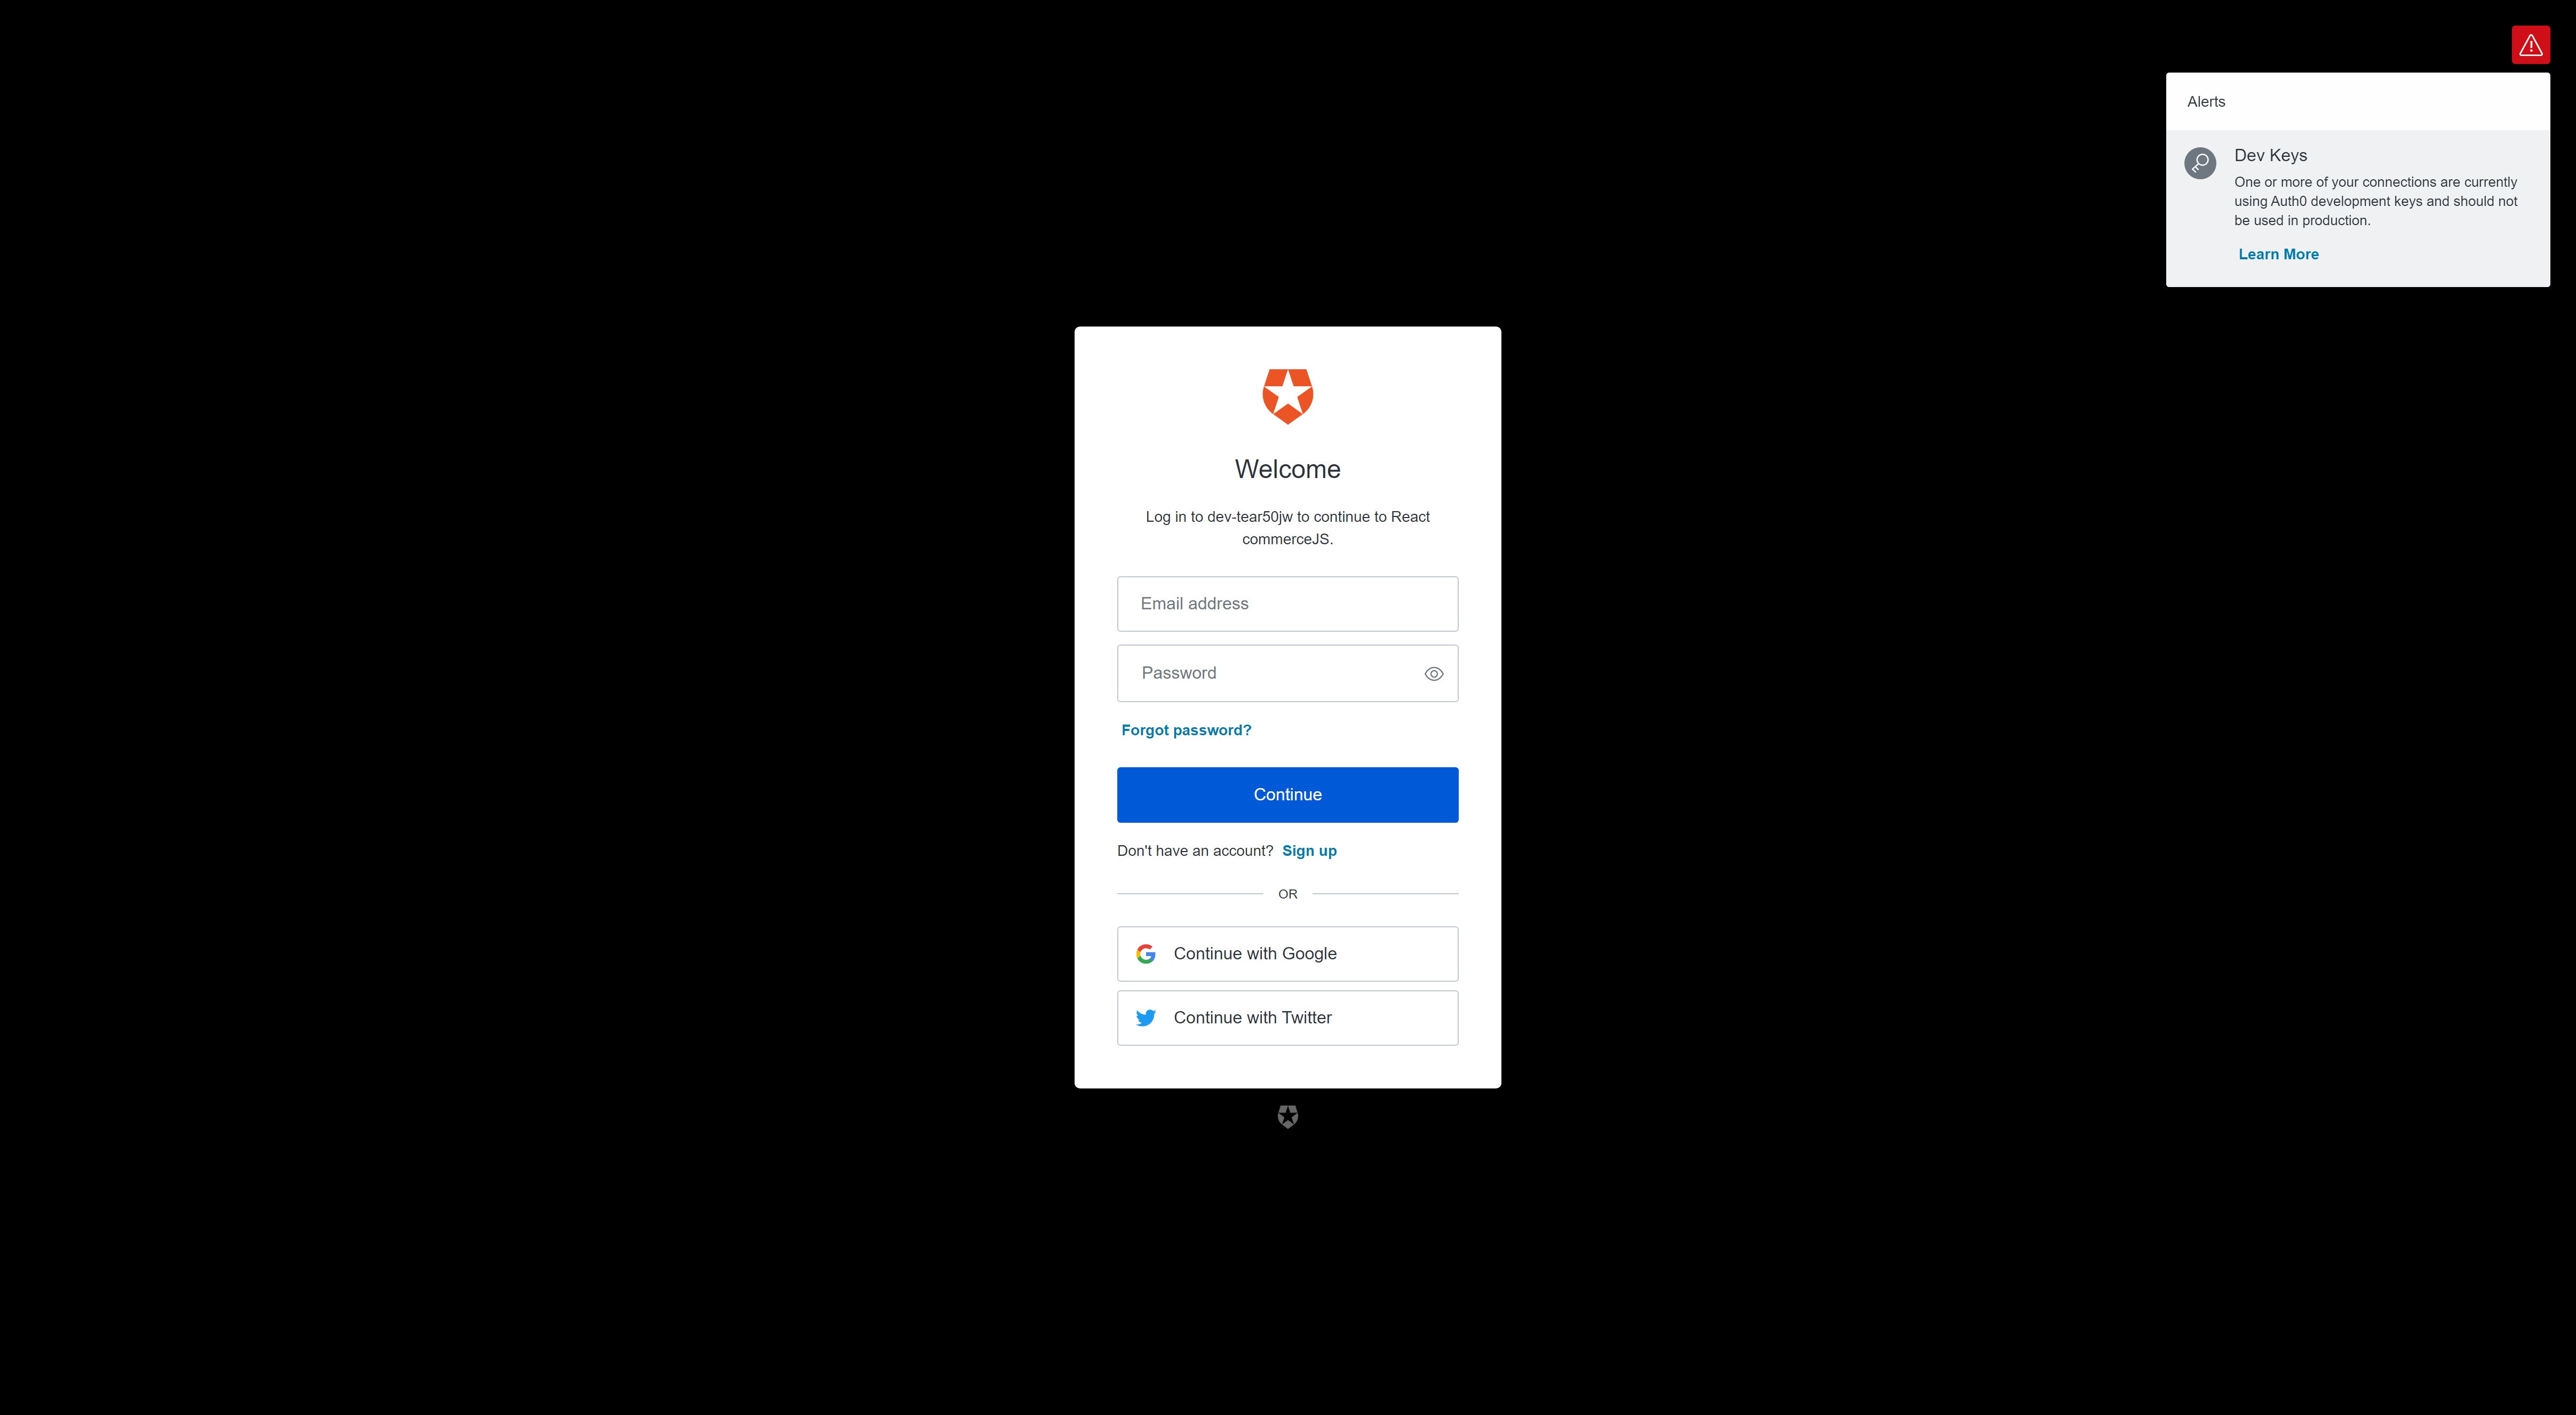 Alerts
Dev Keys
One or more of your connections are currently
using Auth0 development keys and should not
be used in production.
Learn More
Welcome
Log in to dev-tear50jw to continue to React
commerceJS.
Email address
Password
Forgot password?
Continue
Don't have an account? Sign up
OR
Continue with Google
Continue with Twitter